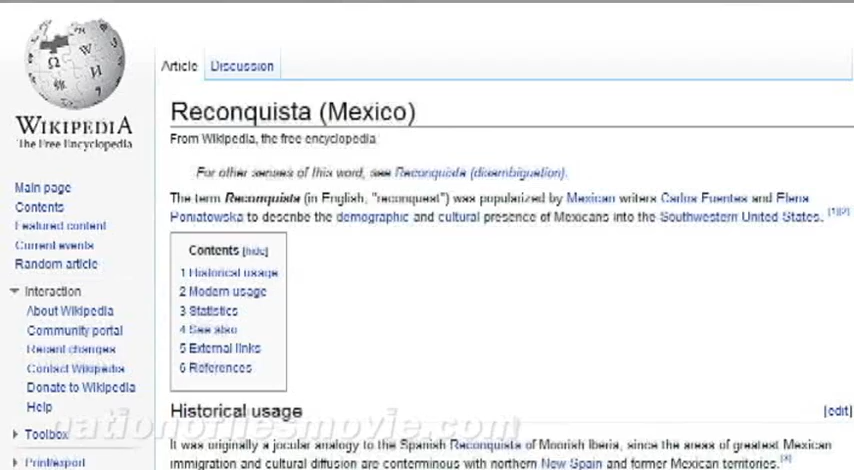 Article Discussion
WIKIPEDIA
The Free Encyclopedia
Main page
Contents
Featured content
Current events
Random article
Interaction
About Wikipedia
Community portal
Recent changes
Contact Wikipedia
Donate to Wikipedia
Help
Toolbox
Print/export
Reconquista (Mexico)
From Wikipedia, the free encyclopedia
For other senses of this word, see Reconquista (disambiguation).
The term Reconquista (in English, "reconquest") was popularized by Mexican writers Carlos Fuentes and Elena
Poniatowska to describe the demographic and cultural presence of Mexicans into the Southwestern United States. [1][2]
Contents [hide]
1 Historical usage
2 Modern usage
3 Statistics
4 See also
5 External links
6 References
Historical usage [edit]
It was originally a jocular analogy to the Spanish Reconquista of Moorish Iberia, since the areas of greatest Mexican
immigration and cultural diffusion are conterminous with northern New Spain and former Mexican territories.[3]
nationofliesmovie.com